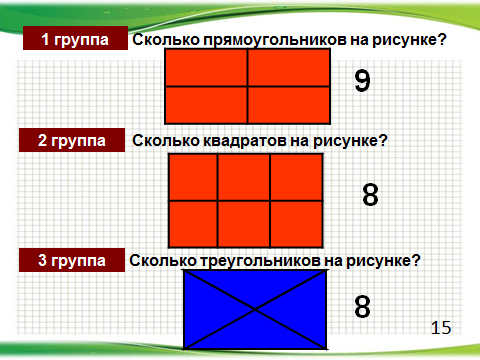 1 группа Сколько прямоугольников на рисунке?
9
2 группа Сколько квадратов на рисунке?
8
3 группа Сколько треугольников на рисунке?
8
15